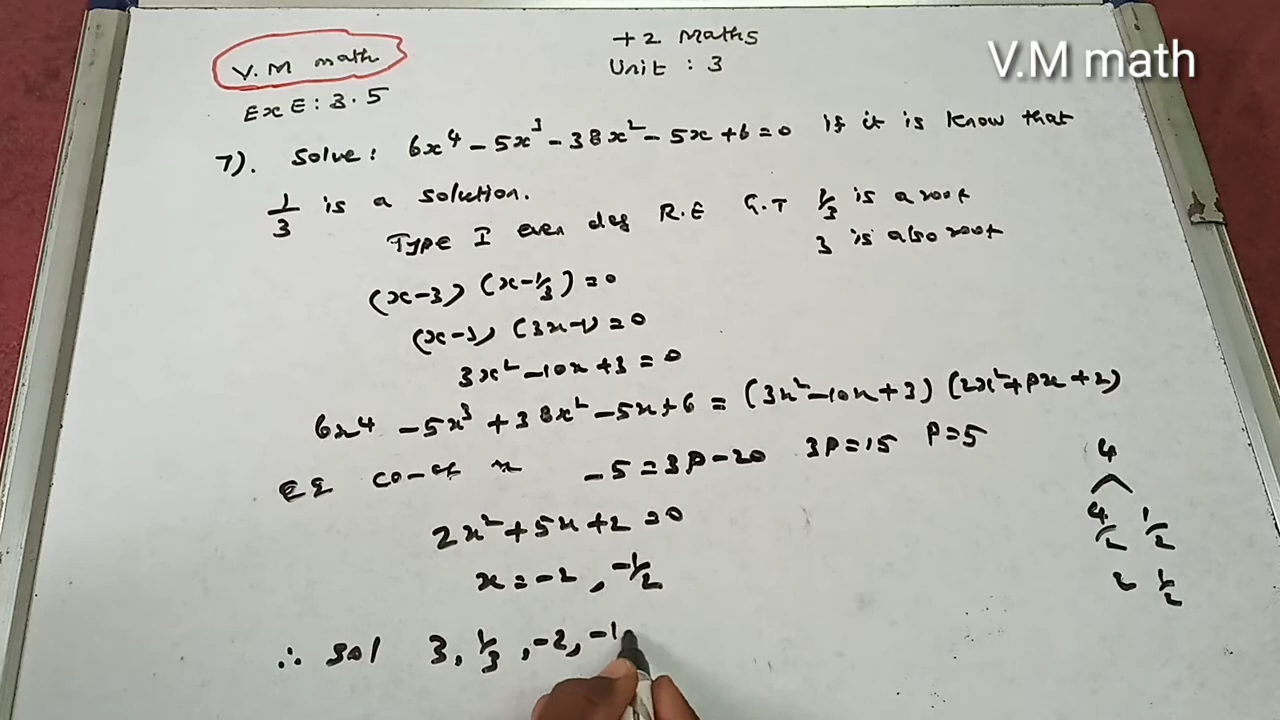 V.M math
+2 Maths
Unit : 3
V.M math
EXE: 3.5
7). Solve: 6x⁴ - 5x³ - 38x² - 5x + 6 = 0 if it is know that
1/3 is a solution.
Type I even deg R.E G.T 1/3 is a root
3 is also root
(x-3) (x-1/3) = 0
(x-3) (3x-1) = 0
3x² - 10x + 3 = 0
6x⁴ - 5x³ + 38x² - 5x + 6 = (3x² - 10x + 3) (2x² + px + 2)
co-of x -5 = 3p - 20 3p = 15 p = 5
4
2x² + 5x + 2 = 0
4/2 1/2
x = -2, -1/2
2 1/2
∴ Sol 3, 1/3, -2, -1